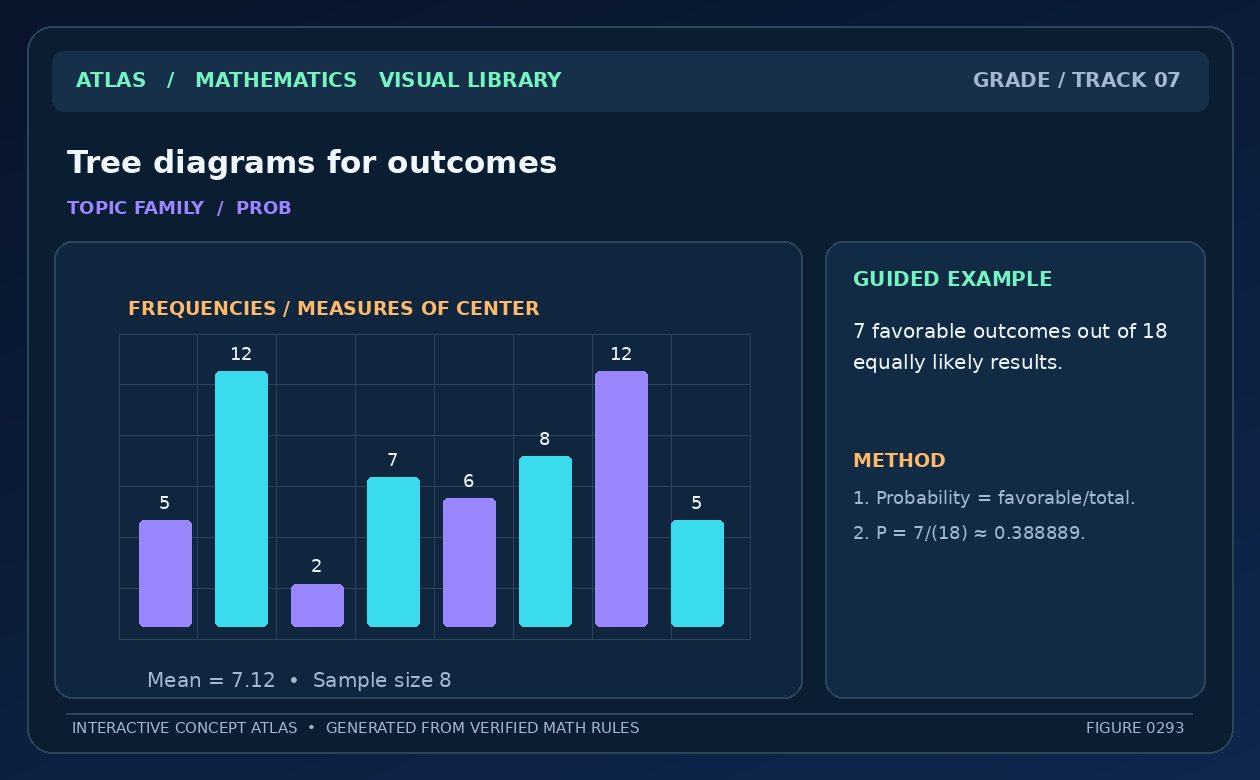 ATLAS / MATHEMATICS VISUAL LIBRARY
GRADE / TRACK 07
Tree diagrams for outcomes
TOPIC FAMILY / PROB
FREQUENCIES / MEASURES OF CENTER
5
12
2
7
6
8
12
5
Mean = 7.12 • Sample size 8
GUIDED EXAMPLE
7 favorable outcomes out of 18
equally likely results.
METHOD
1. Probability = favorable/total.
2. P = 7/(18) ≈ 0.388889.
INTERACTIVE CONCEPT ATLAS • GENERATED FROM VERIFIED MATH RULES
FIGURE 0293